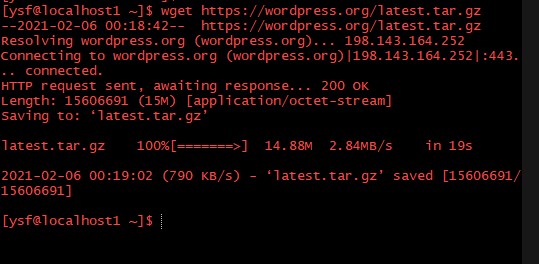 [ysf@localhost1 ~]$ wget https://wordpress.org/latest.tar.gz
--2021-02-06 00:18:42--  https://wordpress.org/latest.tar.gz
Resolving wordpress.org (wordpress.org)... 198.143.164.252
Connecting to wordpress.org (wordpress.org)|198.143.164.252|:443.
.. connected.
HTTP request sent, awaiting response... 200 OK
Length: 15606691 (15M) [application/octet-stream]
Saving to: ‘latest.tar.gz’
latest.tar.gz    100%[=======>]  14.88M  2.84MB/s    in 19s
2021-02-06 00:19:02 (790 KB/s) - ‘latest.tar.gz’ saved [15606691/
15606691]
[ysf@localhost1 ~]$